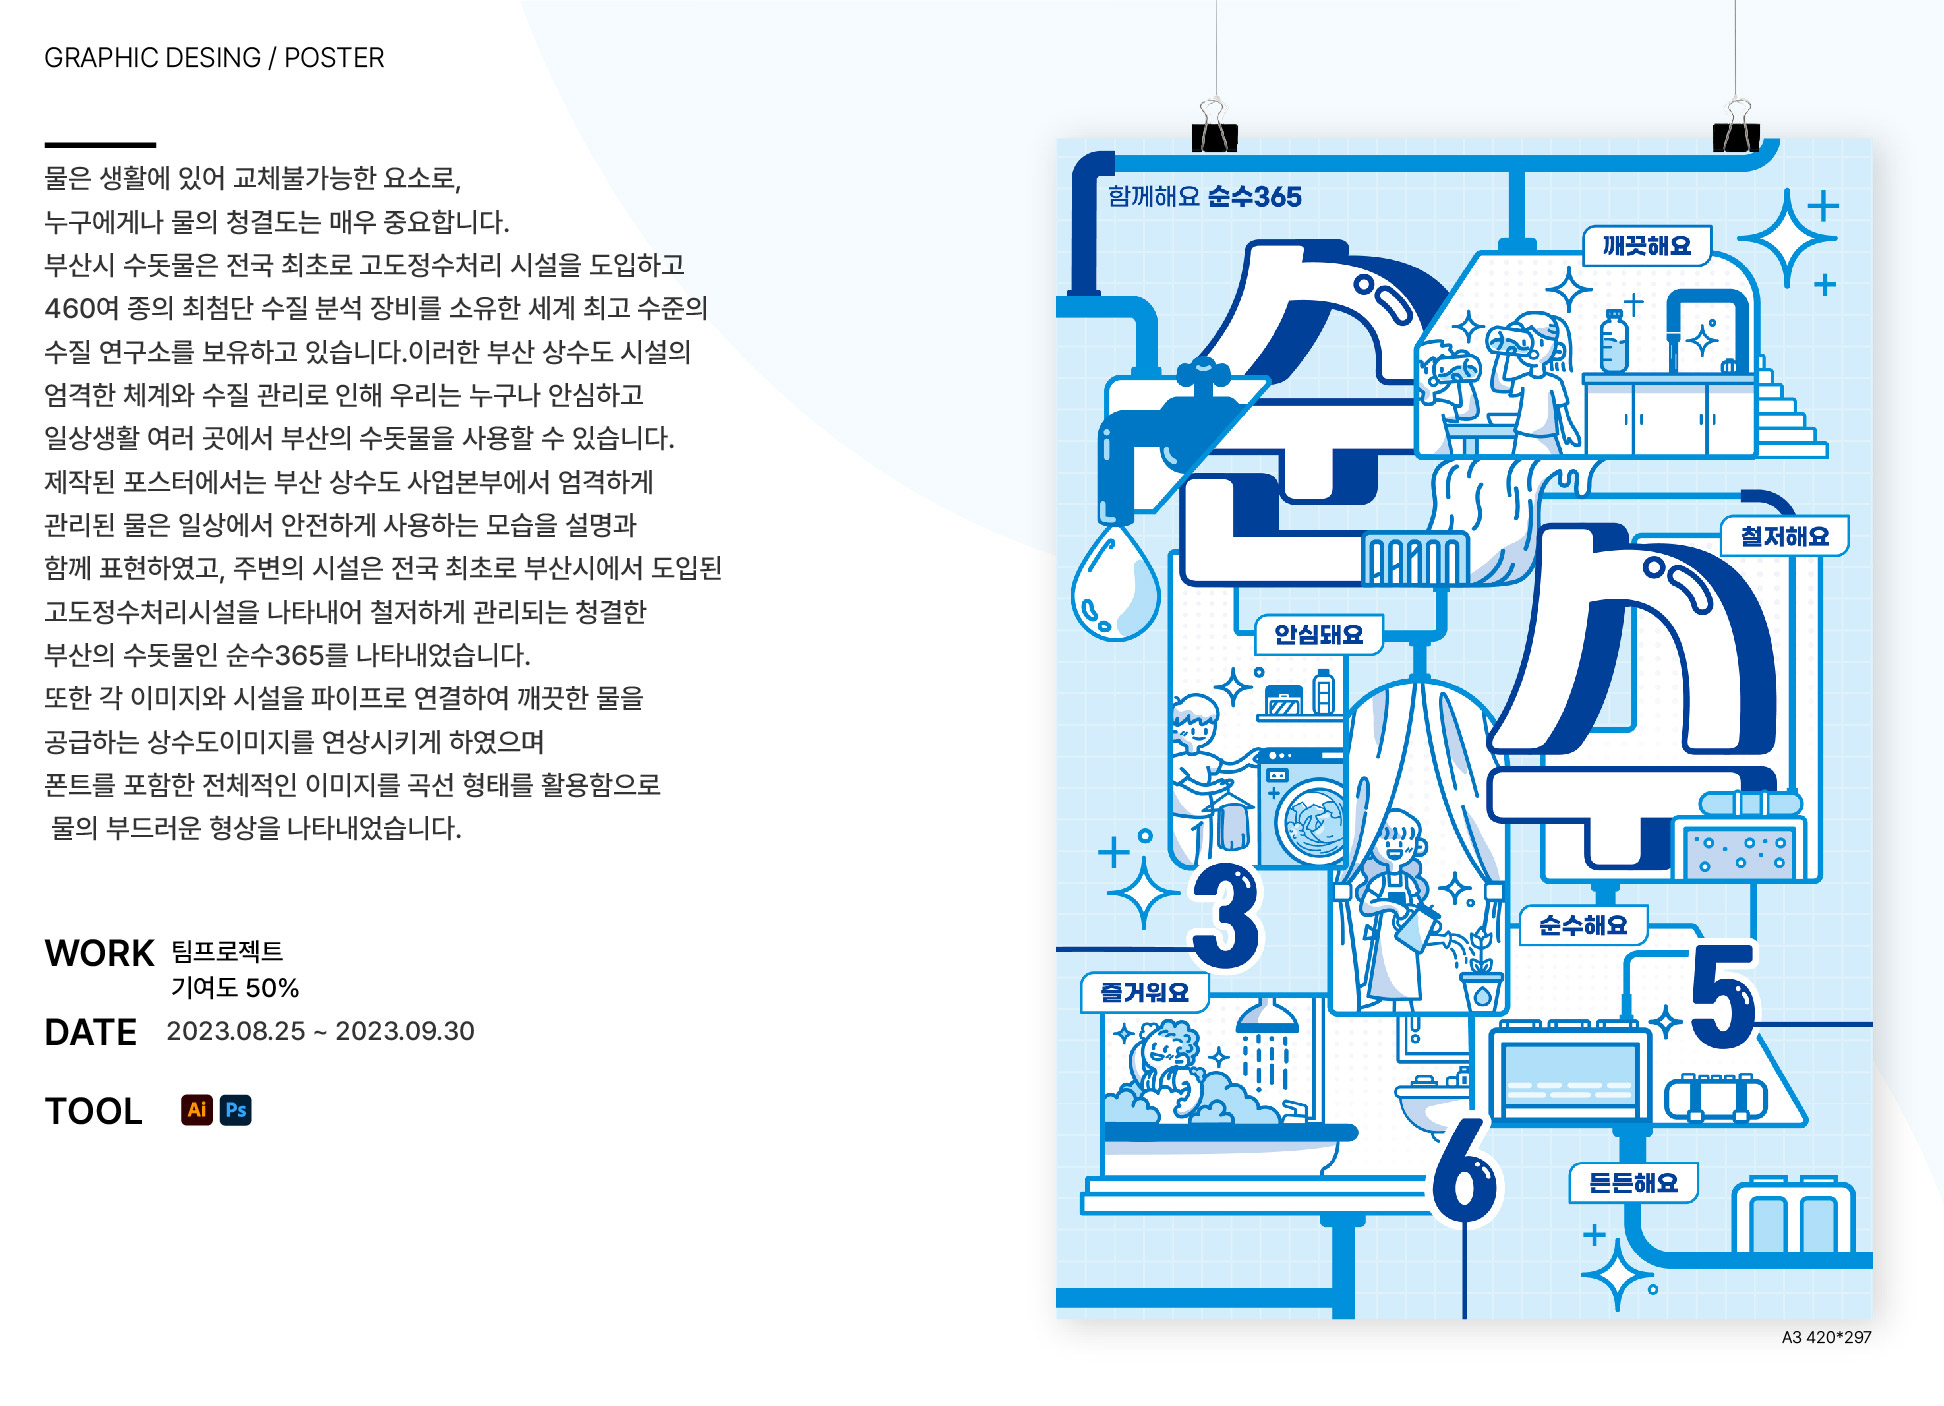 GRAPHIC DESING / POSTER
물은 생활에 있어 교체불가능한 요소로,
누구에게나 물의 청결도는 매우 중요합니다.
부산시 수돗물은 전국 최초로 고도정수처리 시설을 도입하고
460여 종의 최첨단 수질 분석 장비를 소유한 세계 최고 수준의
수질 연구소를 보유하고 있습니다.이러한 부산 상수도 시설의
엄격한 체계와 수질 관리로 인해 우리는 누구나 안심하고
일상생활 여러 곳에서 부산의 수돗물을 사용할 수 있습니다.
제작된 포스터에서는 부산 상수도 사업본부에서 엄격하게
관리된 물은 일상에서 안전하게 사용하는 모습을 설명과
함께 표현하였고, 주변의 시설은 전국 최초로 부산시에서 도입된
고도정수처리시설을 나타내어 철저하게 관리되는 청결한
부산의 수돗물인 순수365를 나타내었습니다.
또한 각 이미지와 시설을 파이프로 연결하여 깨끗한 물을
공급하는 상수도이미지를 연상시키게 하였으며
폰트를 포함한 전체적인 이미지를 곡선 형태를 활용함으로
물의 부드러운 형상을 나타내었습니다.
WORK 팀프로젝트
기여도 50%
DATE 2023.08.25 ~ 2023.09.30
TOOL Ai Ps
함께해요 순수365
깨끗해요
순
철저해요
수
안심돼요
3
순수해요
5
즐거워요
6
든든해요
A3 420*297